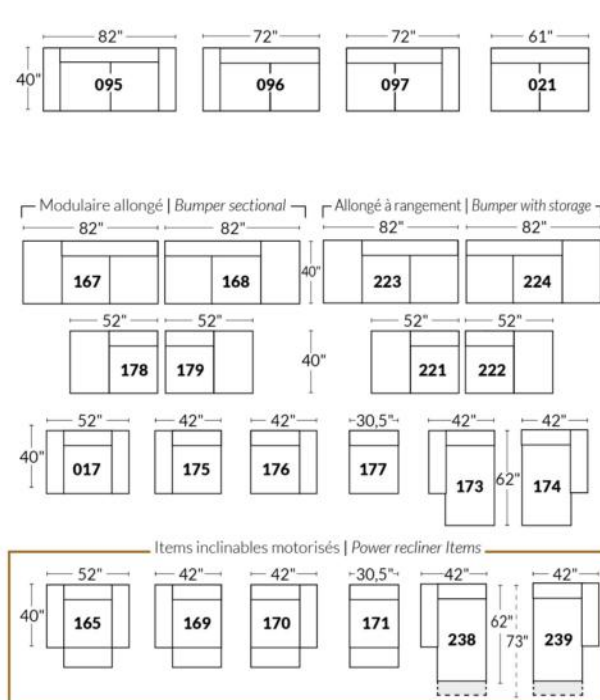 82" 72" 72" 61"
40" 095 096 097 021
Modulaire allongé | Bumper sectional Allongé à rangement | Bumper with storage
82" 82" 82" 82"
167 168 40" 223 224
52" 52" 52" 52"
178 179 40" 221 222
52" 42" 42" 30,5" 42" 42"
40" 017 175 176 177 173 62" 174
Items inclinables motorisés | Power recliner Items
52" 42" 42" 30,5" 42" 42"
40" 165 169 170 171 238 62" 73" 239